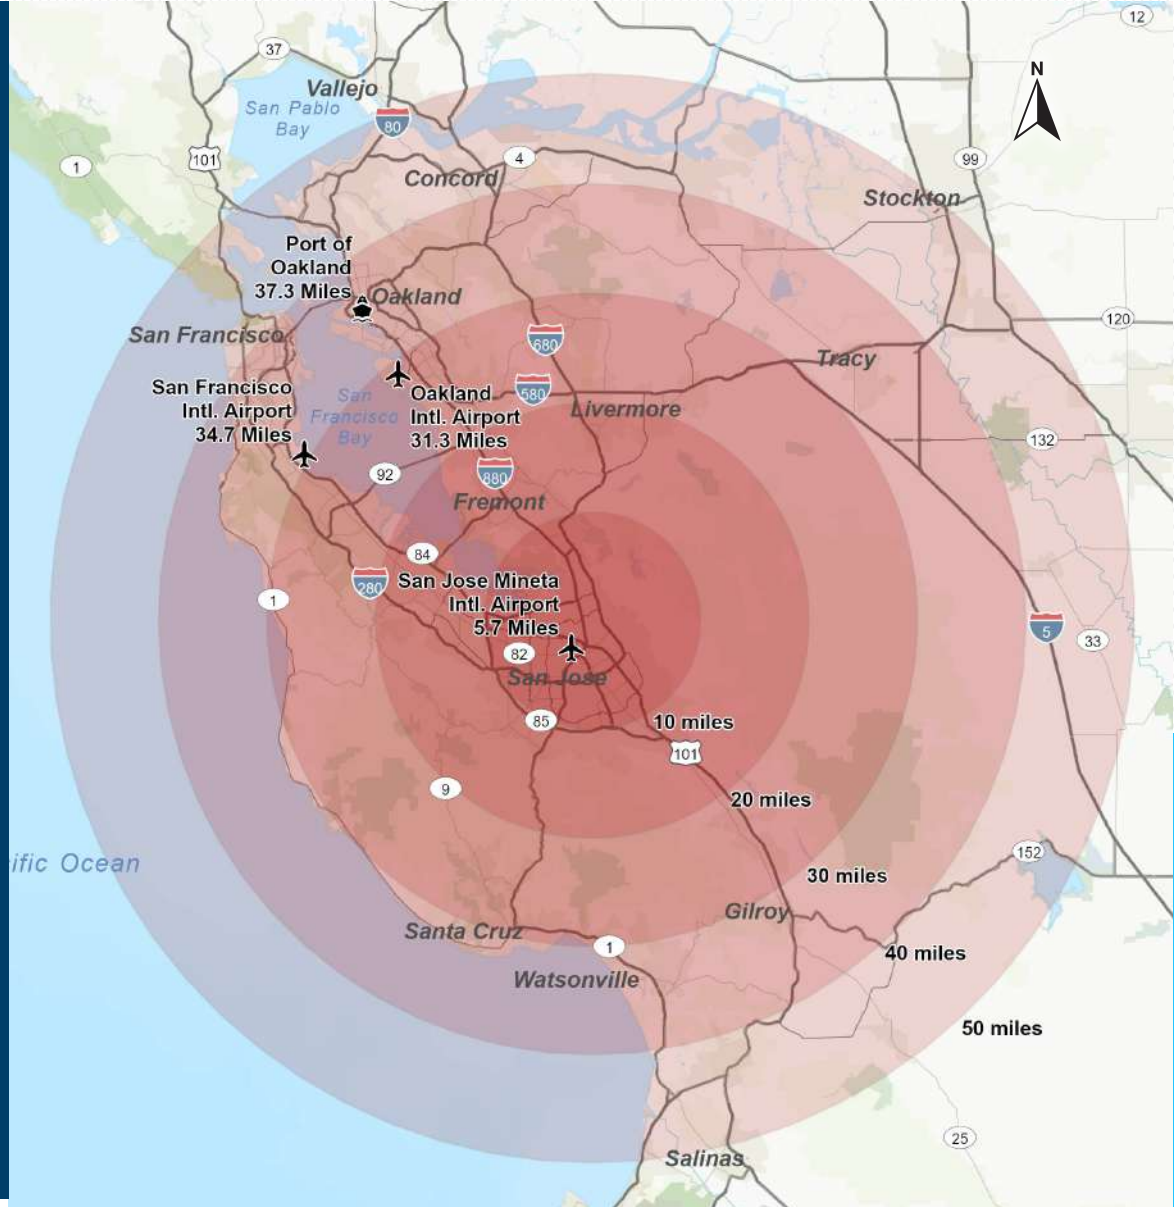 12
37
N
Vallejo
San Pablo
Bay
80
101
1
4
99
Concord
Stockton
Port of
Oakland
37.3 Miles
Oakland
120
San Francisco
680
Tracy
San Francisco
Intl. Airport
34.7 Miles
San
Francisco
Bay
Oakland
Intl. Airport
31.3 Miles
580
Livermore
132
92
880
Fremont
84
280
San Jose Mineta
Intl. Airport
5.7 Miles
1
5
33
82
San Jose
85
10 miles
101
9
20 miles
152
ific Ocean
30 miles
Gilroy
Santa Cruz
1
40 miles
Watsonville
50 miles
25
Salinas